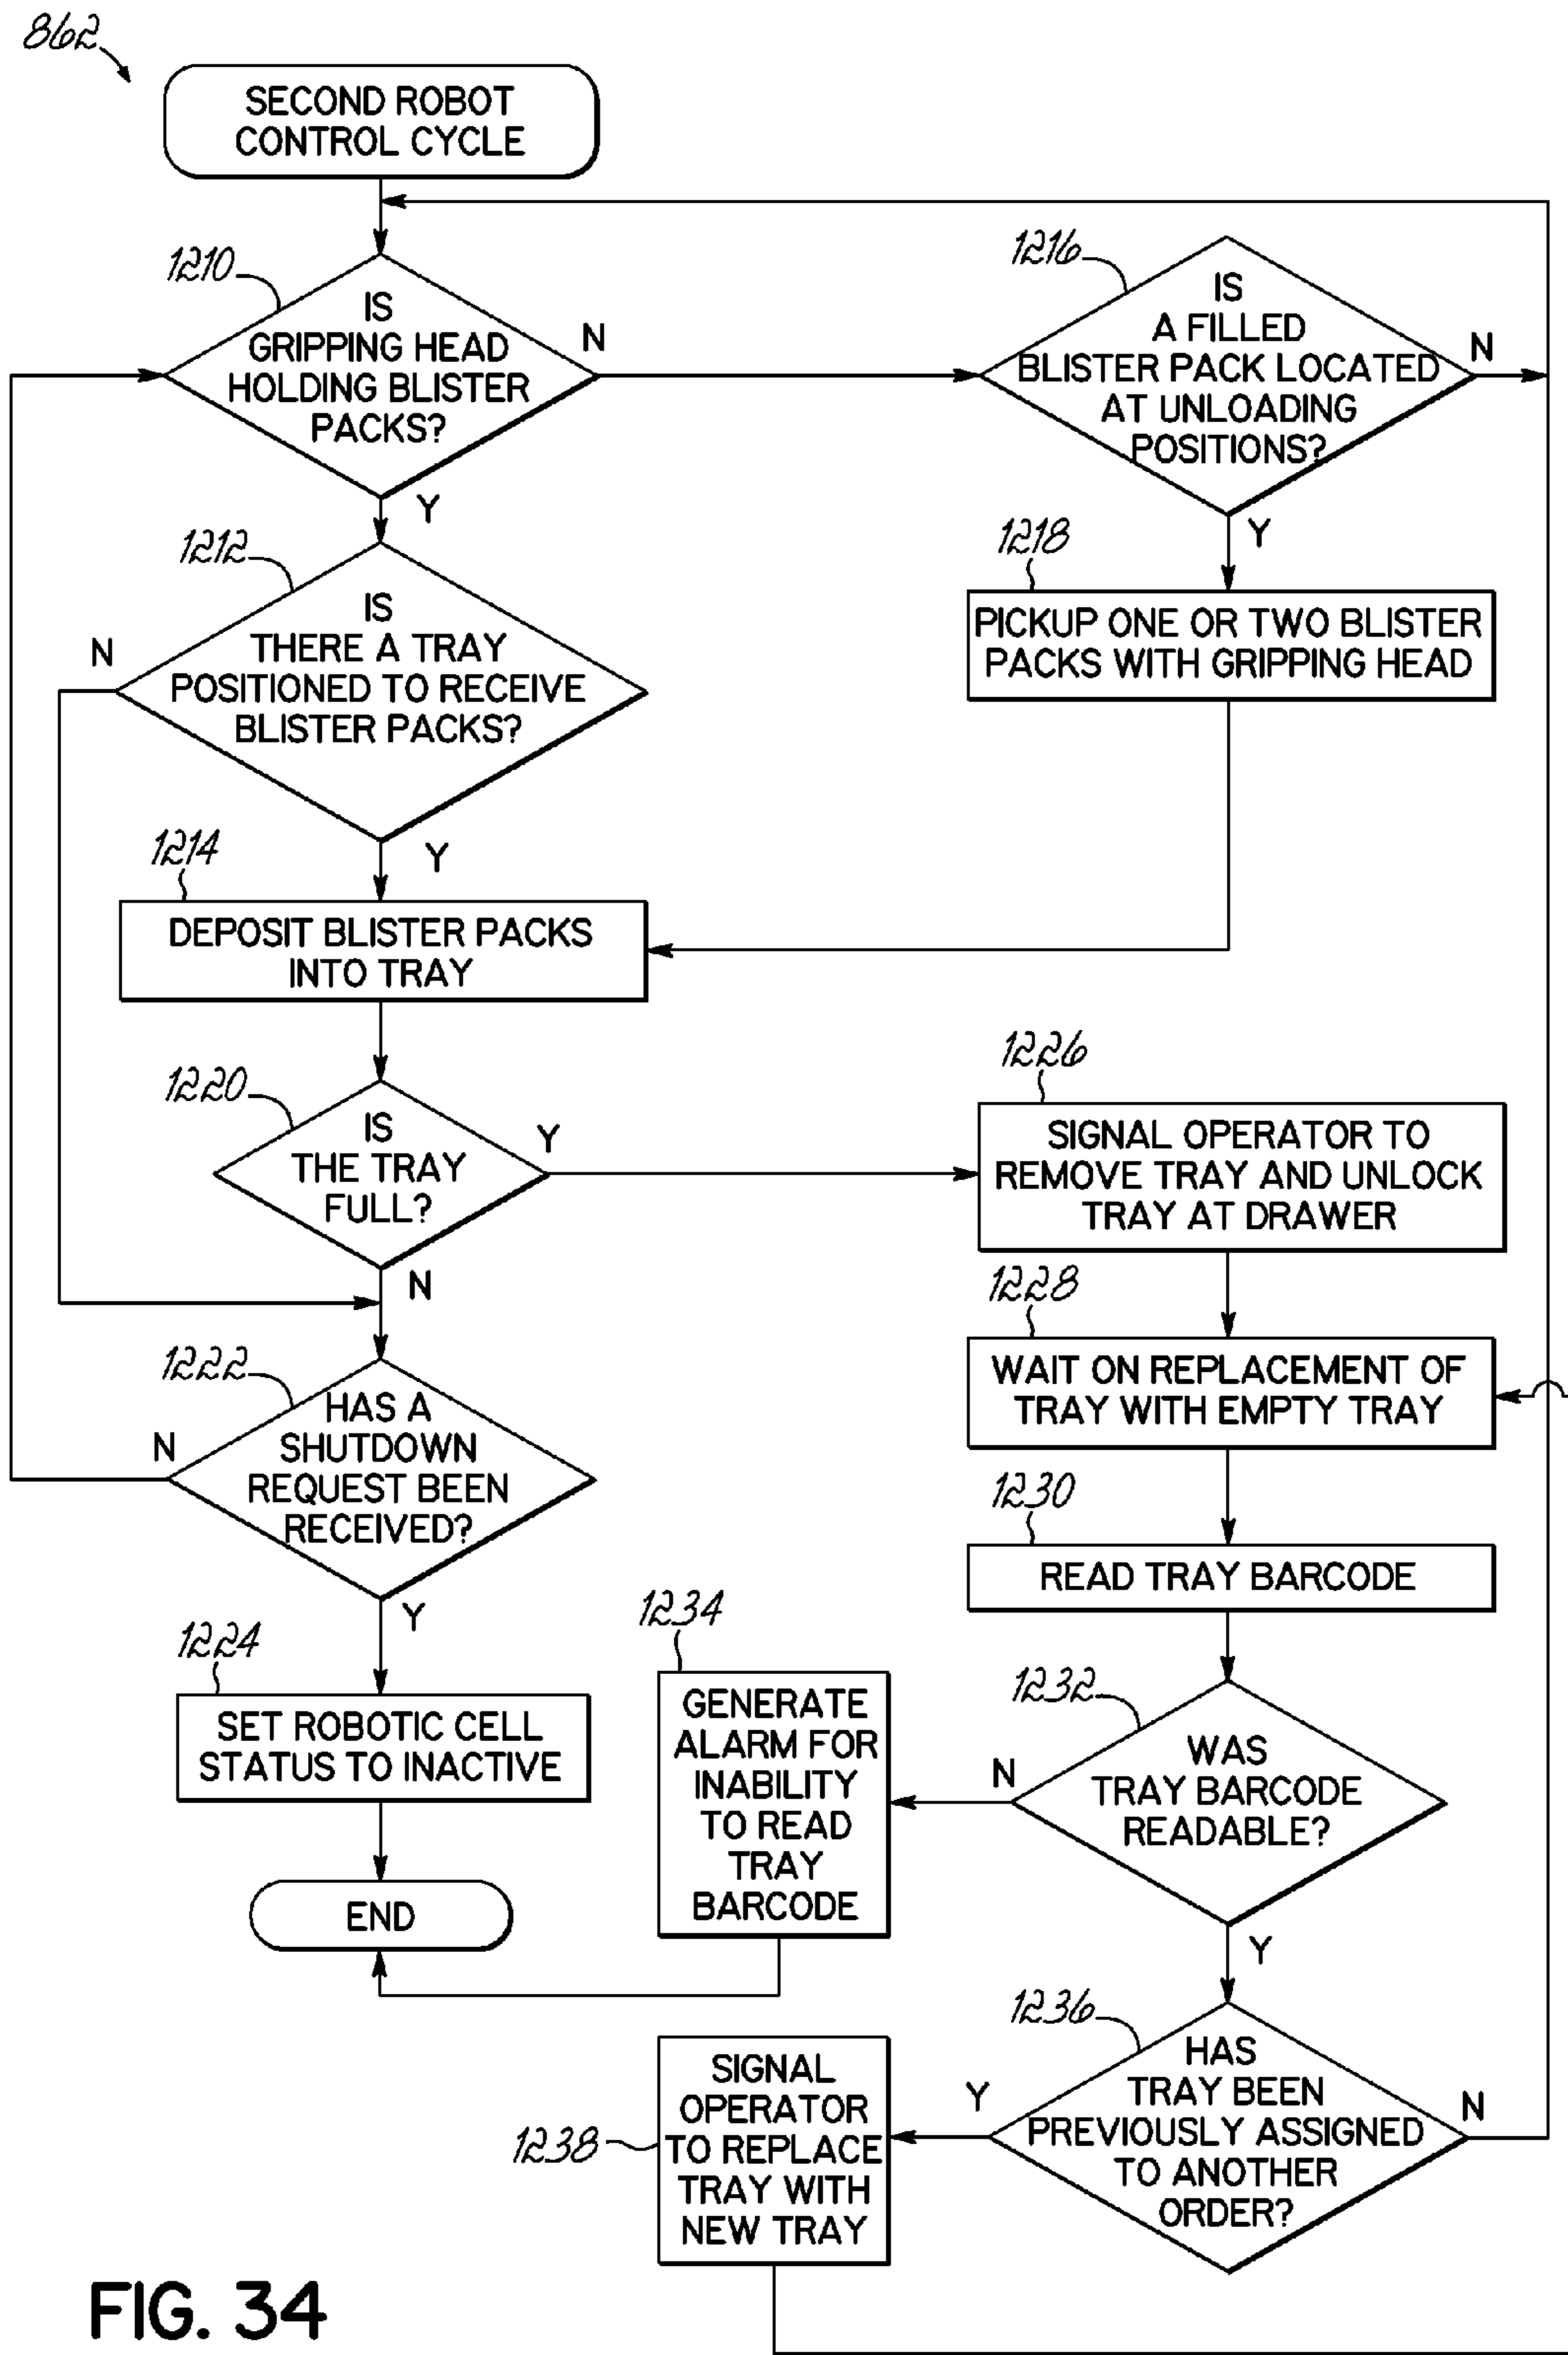 862
SECOND ROBOT
CONTROL CYCLE
1210
IS
GRIPPING HEAD
HOLDING BLISTER
PACKS?
N
Y
1216
IS
A FILLED
BLISTER PACK LOCATED
AT UNLOADING
POSITIONS?
N
Y
1212
IS
THERE A TRAY
POSITIONED TO RECEIVE
BLISTER PACKS?
N
Y
1218
PICKUP ONE OR TWO BLISTER
PACKS WITH GRIPPING HEAD
1214
DEPOSIT BLISTER PACKS
INTO TRAY
1220
IS
THE TRAY
FULL?
Y
N
1226
SIGNAL OPERATOR TO
REMOVE TRAY AND UNLOCK
TRAY AT DRAWER
1228
WAIT ON REPLACEMENT OF
TRAY WITH EMPTY TRAY
1222
HAS A
SHUTDOWN
REQUEST BEEN
RECEIVED?
N
Y
1230
READ TRAY BARCODE
1224
SET ROBOTIC CELL
STATUS TO INACTIVE
END
1234
GENERATE
ALARM FOR
INABILITY
TO READ
TRAY
BARCODE
1232
WAS
TRAY BARCODE
READABLE?
N
Y
1236
HAS
TRAY BEEN
PREVIOUSLY ASSIGNED
TO ANOTHER
ORDER?
Y
N
1238
SIGNAL
OPERATOR
TO REPLACE
TRAY WITH
NEW TRAY
FIG. 34